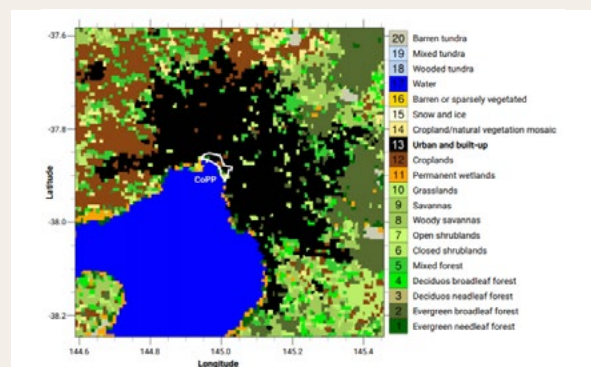 -37.6
-37.8
-38.0
-38.2
Latitude
144.6 144.8 145.0 145.2 145.4
Longitude
CoPP
20 Barren tundra
19 Mixed tundra
18 Wooded tundra
Water
16 Barren or sparsely vegetated
15 Snow and ice
14 Cropland/natural vegetation mosaic
13 Urban and built-up
12 Croplands
11 Permanent wetlands
10 Grasslands
9 Savannas
8 Woody savannas
7 Open shrublands
6 Closed shrublands
5 Mixed forest
4 Deciduos broadleaf forest
3 Deciduos neadleaf forest
2 Evergreen broadleaf forest
1 Evergreen needleaf forest